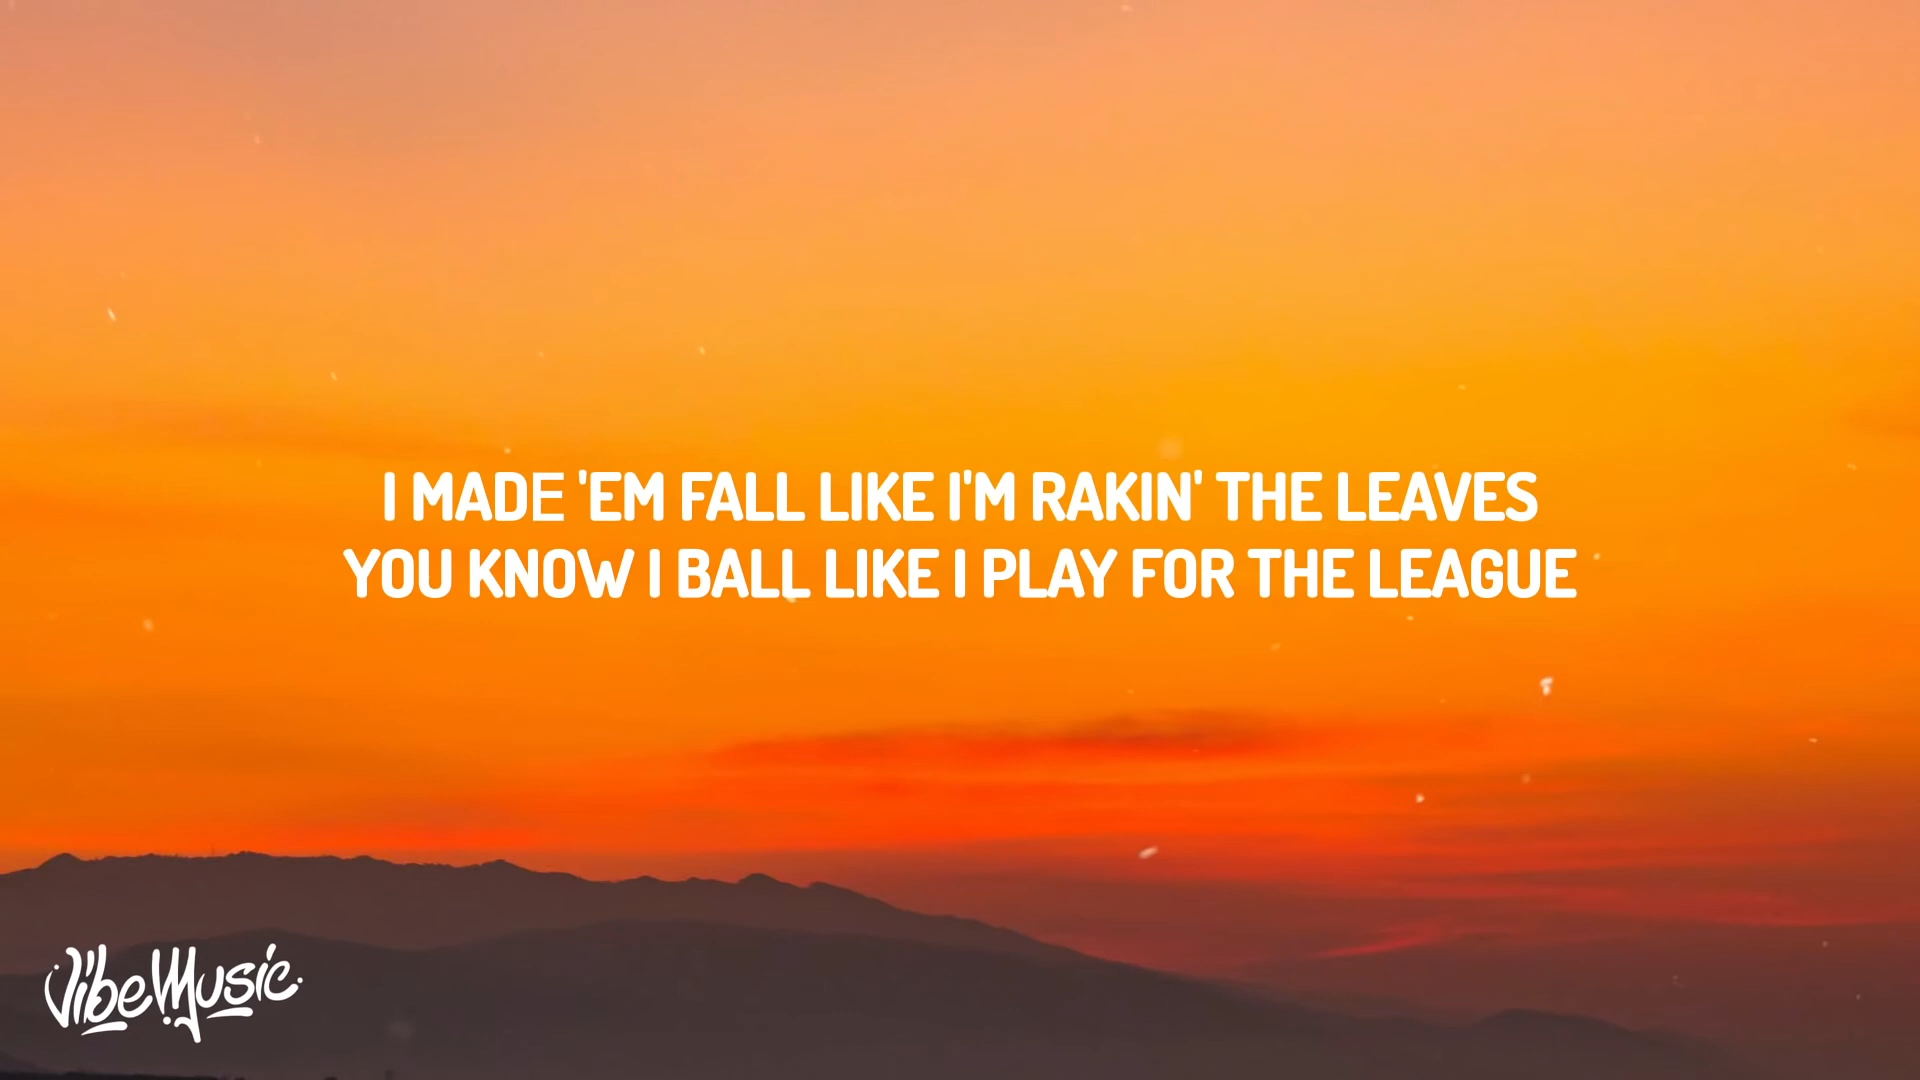 I MADE 'EM FALL LIKE I'M RAKIN' THE LEAVES
YOU KNOW I BALL LIKE I PLAY FOR THE LEAGUE
VibeMusic